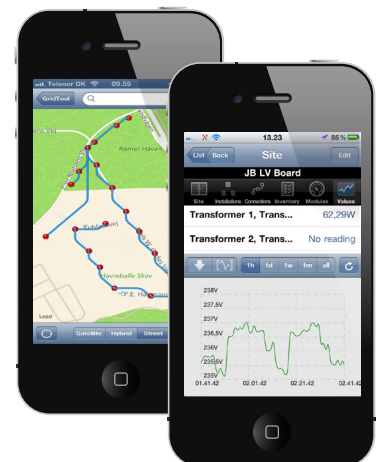 Telenor DK 09.55
GridTool
Rømer Haven
Havreballe Skov
P.E. Ha
Legal
Satellite Hybrid Street
13.23 85%
List Back Site Edit
JB LV Board
Site Installations Connections Inventory Modules Values
Transformer 1, Trans... 62,29W
Transformer 2, Trans... No reading
1h 1d 1w 1m all
238V
237,5V
237V
236,5V
236V
235,5V
235V
01.41.42 02.01.42 02.21.42 02.41.42